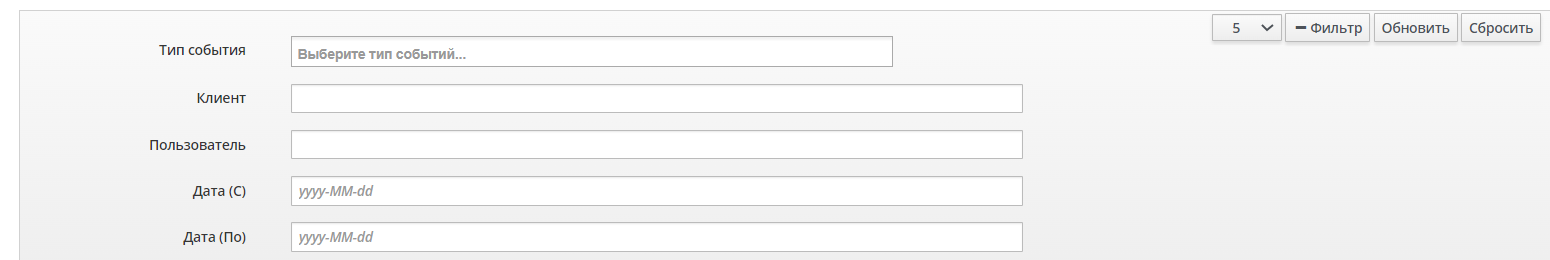 5 Фильтр Обновить Сбросить
Тип события Выберите тип событий...
Клиент
Пользователь
Дата (С) yyyy-MM-dd
Дата (По) yyyy-MM-dd